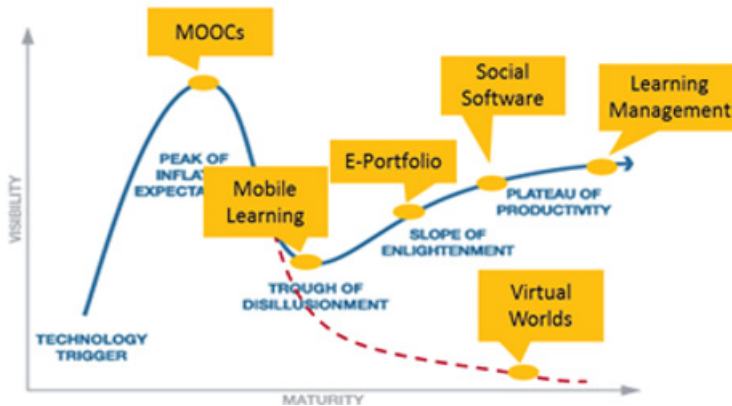 MOOCs
Social
Software
Learning
Management
E-Portfolio
PEAK OF
EXPECTA
Mobile
Learning
PLATEAU OF
PRODUCTIVITY
SLOPE OF
ENLIGHTENMENT
TROUGH OF
DISILLUSIONMENT
Virtual
Worlds
TECHNOLOGY
TRIGGER
VISIBILITY
MATURITY